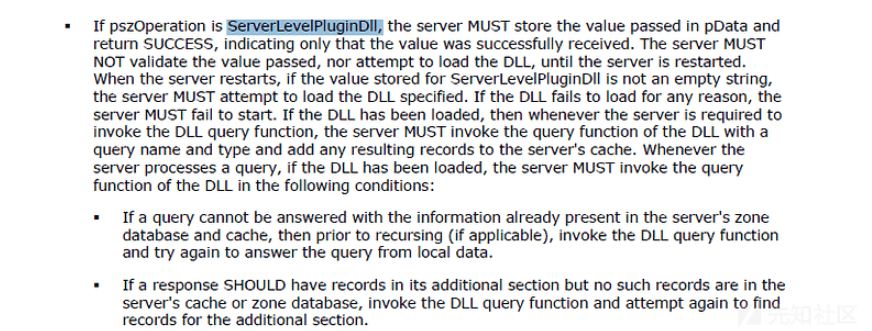 ▪ If pszOperation is ServerLevelPluginDll, the server MUST store the value passed in pData and
return SUCCESS, indicating only that the value was successfully received. The server MUST
NOT validate the value passed, nor attempt to load the DLL, until the server is restarted.
When the server restarts, if the value stored for ServerLevelPluginDll is not an empty string,
the server MUST attempt to load the DLL specified. If the DLL fails to load for any reason, the
server MUST fail to start. If the DLL has been loaded, then whenever the server is required to
invoke the DLL query function, the server MUST invoke the query function of the DLL with a
query name and type and add any resulting records to the server's cache. Whenever the
server processes a query, if the DLL has been loaded, the server MUST invoke the query
function of the DLL in the following conditions:
▪ If a query cannot be answered with the information already present in the server's zone
database and cache, then prior to recursing (if applicable), invoke the DLL query function
and try again to answer the query from local data.
▪ If a response SHOULD have records in its additional section but no such records are in the
server's cache or zone database, invoke the DLL query function and attempt again to find
records for the additional section.
先知社区